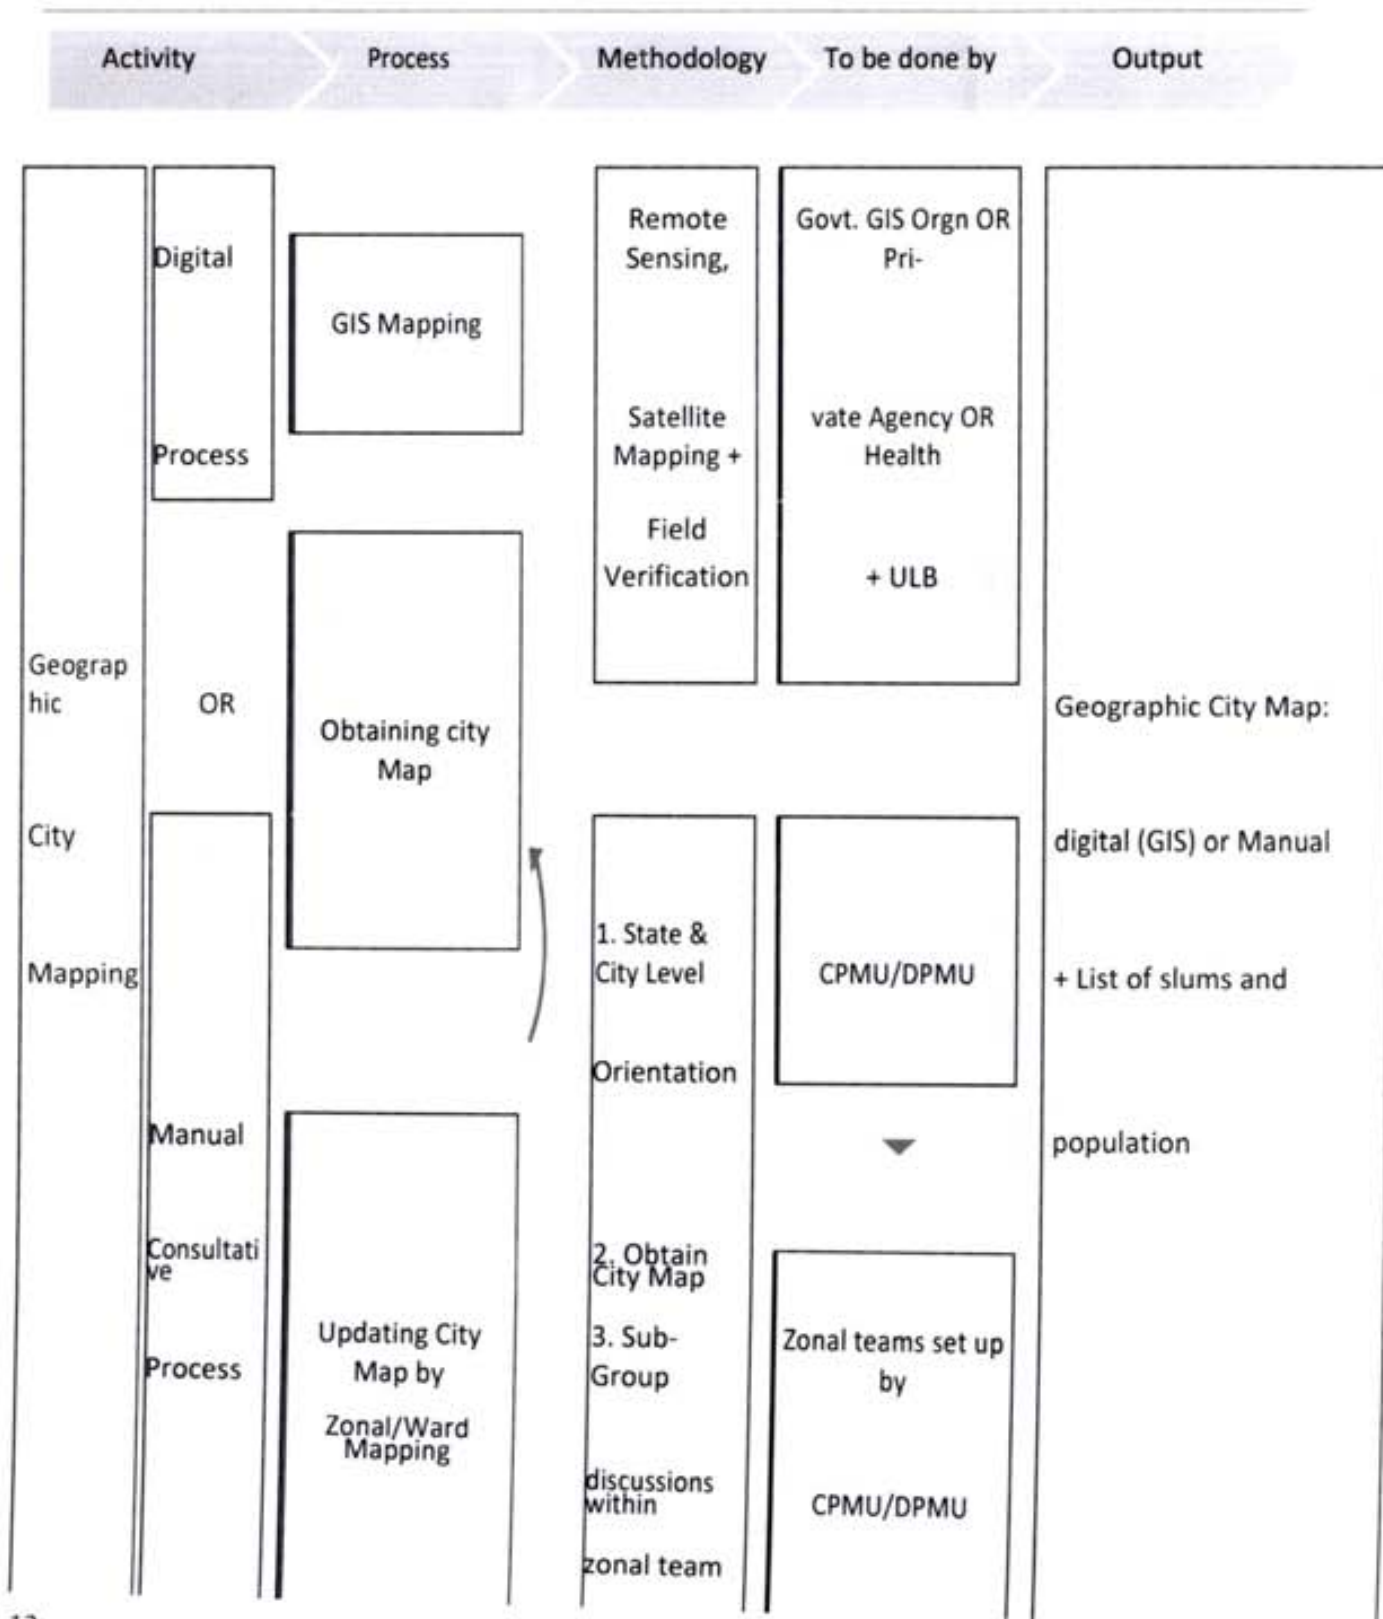 Activity
Process
Methodology
To be done by
Output
Geograp
hic
City
Mapping
Digital
Process
OR
Manual
Consultati
ve
Process
GIS Mapping
Obtaining city
Map
Updating City
Map by
Zonal/Ward
Mapping
Remote
Sensing,
Satellite
Mapping +
Field
Verification
1. State &
City Level
Orientation
2. Obtain
City Map
3. Sub-
Group
discussions
within
zonal team
Govt. GIS Orgn OR
Pri-
vate Agency OR
Health
+ ULB
CPMU/DPMU
Zonal teams set up
by
CPMU/DPMU
Geographic City Map:
digital (GIS) or Manual
+ List of slums and
population